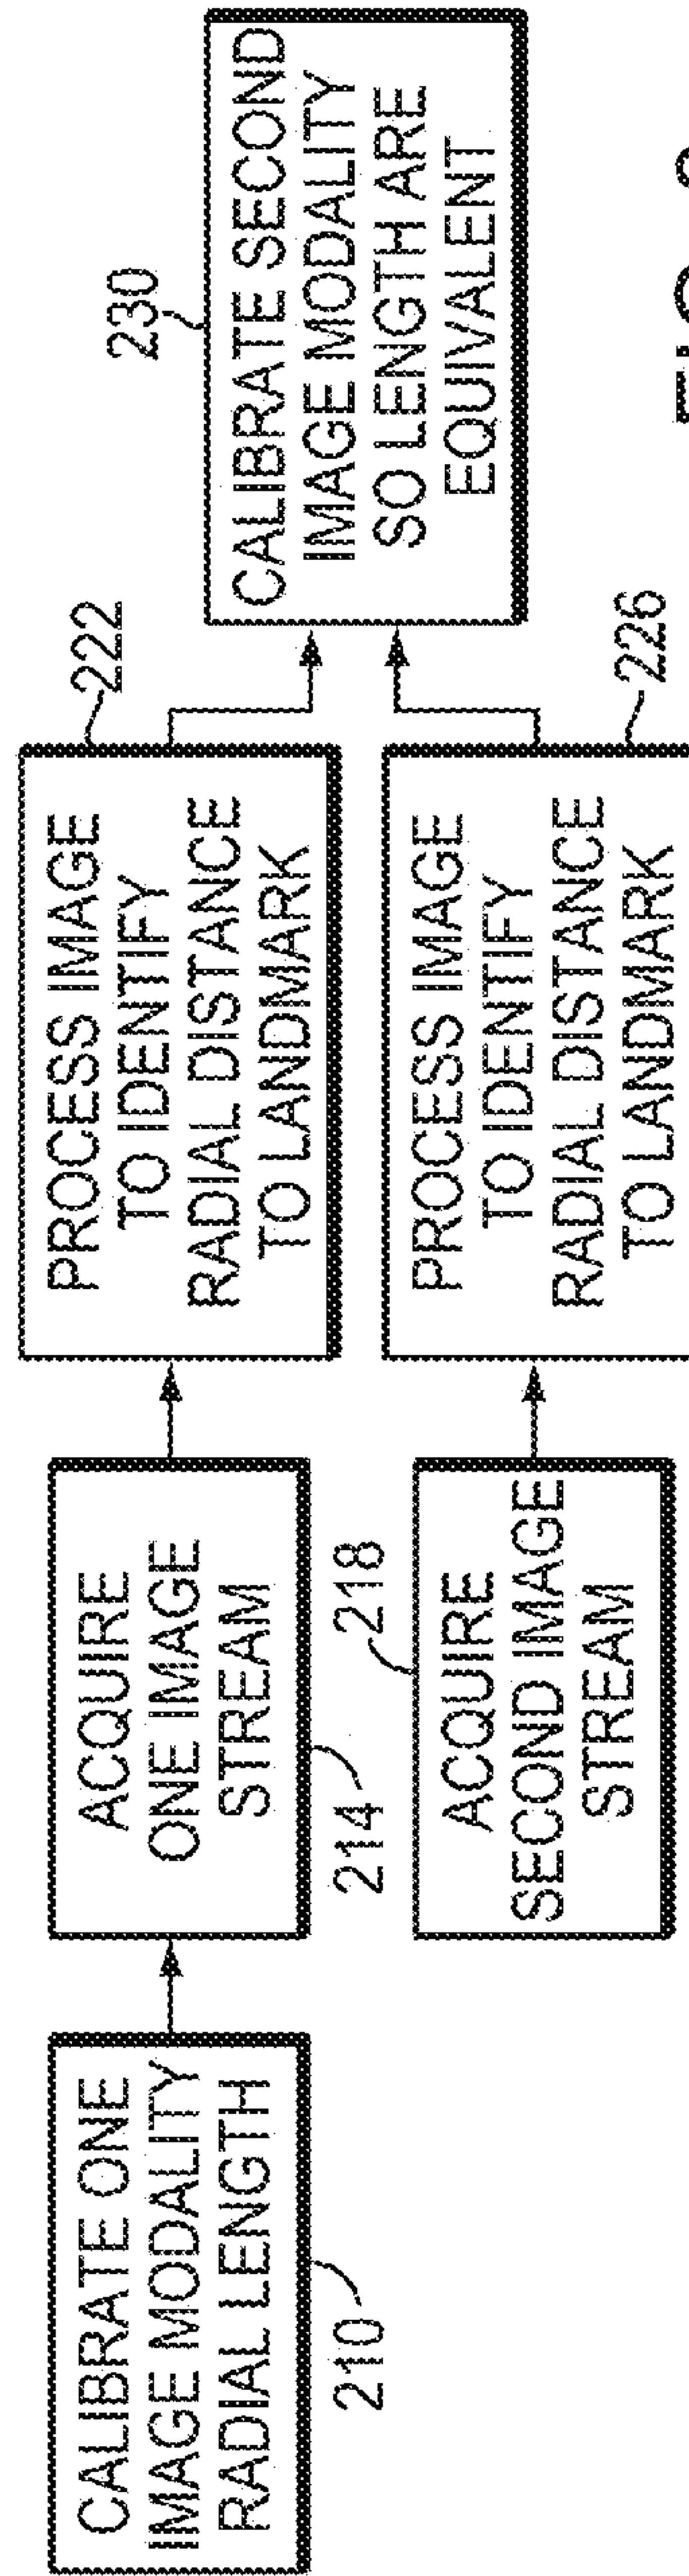 CALIBRATE ONE
IMAGE MODALITY
RADIAL LENGTH
210
ACQUIRE
ONE IMAGE
STREAM
214
PROCESS IMAGE
TO IDENTIFY
RADIAL DISTANCE
TO LANDMARK
222
ACQUIRE
SECOND IMAGE
STREAM
218
PROCESS IMAGE
TO IDENTIFY
RADIAL DISTANCE
TO LANDMARK
226
CALIBRATE SECOND
IMAGE MODALITY
SO LENGTH ARE
EQUIVALENT
230